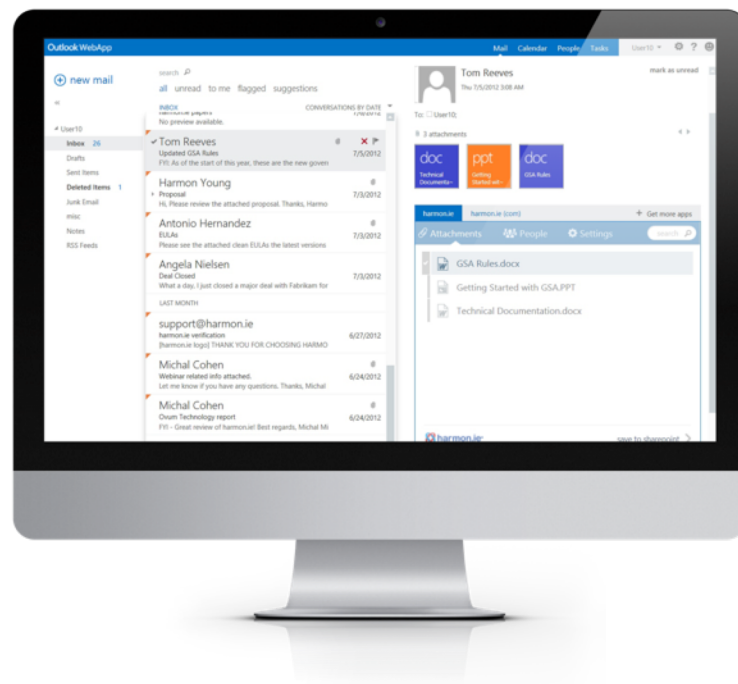 Outlook WebApp
Mail Calendar People Tasks User10 ?
new mail
«
User10
Inbox 26
Drafts
Sent Items
Deleted Items 1
Junk Email
misc
Notes
RSS Feeds
search
all unread to me flagged suggestions
INBOX CONVERSATIONS BY DATE
harmon.ie papers 7/6/2012
No preview available.
Tom Reeves
Updated GSA Rules 7/5/2012
FYI: As of the start of this year, these are the new govern
Harmon Young
Proposal 7/3/2012
Hi, Please review the attached proposal. Thanks, Harmo
Antonio Hernandez
EULAs 7/3/2012
Please see the attached clean EULAs the latest versions
Angela Nielsen
Deal Closed 7/3/2012
What a day, I just closed a major deal with Fabrikam for
LAST MONTH
support@harmon.ie
harmon.ie verification 6/27/2012
[harmon.ie logo] THANK YOU FOR CHOOSING HARMO
Michal Cohen
Webinar related info attached. 6/24/2012
Let me know if you have any questions. Thanks, Michal
Michal Cohen
Ovum Technology report 6/24/2012
FYI - Great review of harmon.ie! Best regards, Michal Mi
Tom Reeves mark as unread
Thu 7/5/2012 3:08 AM
To: User10;
3 attachments
doc
Technical
Documenta
ppt
Getting
Started wit
doc
GSA Rules
harmon.ie harmon.ie (com) + Get more apps
Attachments People Settings search
GSA Rules.docx
Getting Started with GSA.PPT
Technical Documentation.docx
harmon.ie save to sharepoint